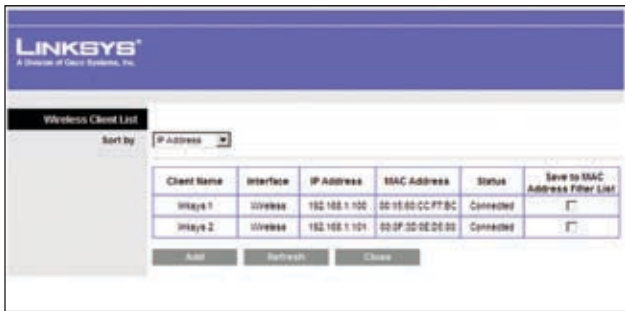 LINKSYS®
A Division of Cisco Systems, Inc.
Wireless Client List
Sort by IP Address
Client Name Interface IP Address MAC Address Status Save to MAC Address Filter List
Wireless 192.168.1.100 Connected
Wireless 192.168.1.101 Connected
Add Refresh Close